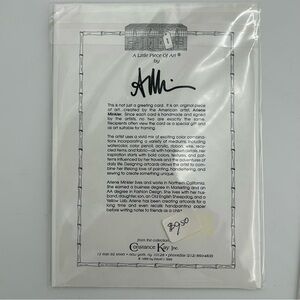 A Little Piece Of Art ®
by
This is not just a greeting card. It is an original piece
of art...created by the American artist, Arlene
Minkler. Since each card is handmade and signed
by the artists, no two are exactly the same.
Recipients often view the card as a special gift and
as art suitable for framing.
The artist uses a vivid mix of exciting color combina-
tions incorporating a variety of mediums; including
watercolor, color pencil, acrylic, ribbon, wire, recy-
cled items and fabric—all with handwoven cards. Her
inspiration starts with bold colors, textures, and pat-
terns influenced by her travels and the adventures of
daily life. Designing artcards allows the artist to com-
bine her lifelong love of painting, handlettering, and
sewing to create something unique.
Arlene Minkler lives and works in Northern California.
She earned a business degree in Marketing and an
AA degree in Fashion Design. She lives with her true
husband, daughter, son, an Old English Sheepdog, and a
Yellow Lab. Arlene has been creating artcards for a
long time and even recalls handpainting paper
before writing notes to friends as a child.
$9.00
from the collection
Constance Kay Inc.